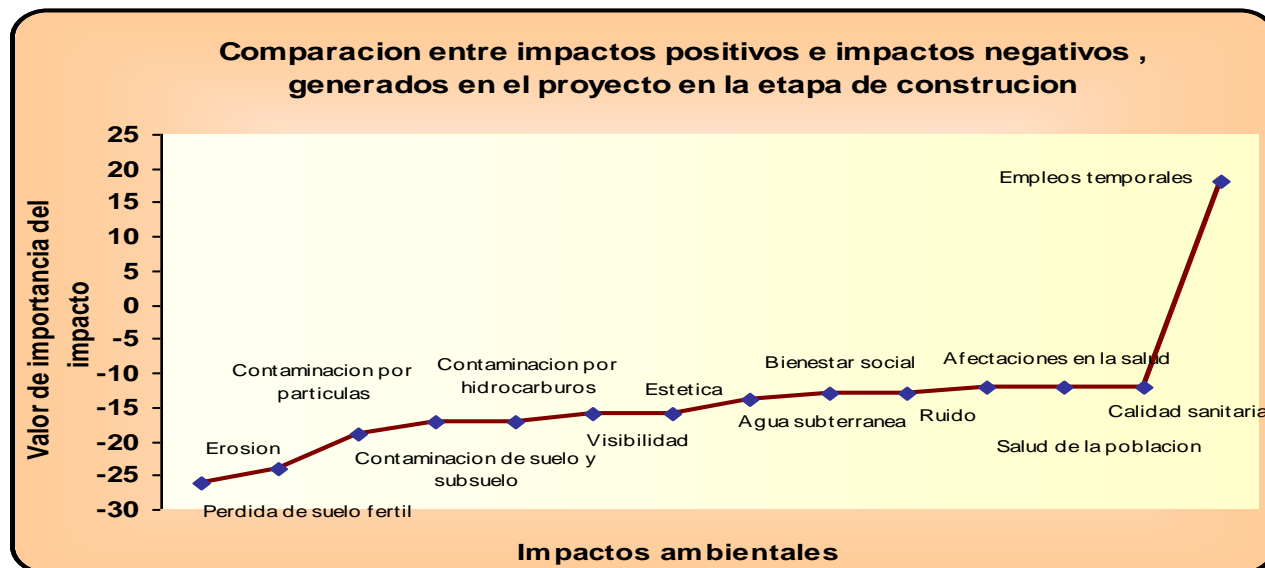 Comparacion entre impactos positivos e impactos negativos ,
generados en el proyecto en la etapa de construcion
Valor de importancia del
impacto
25
20
15
10
5
0
-5
-10
-15
-20
-25
-30
Empleos temporales
Contaminacion por
particulas
Contaminacion por
hidrocarburos
Bienestar social
Afectaciones en la salud
Estetica
Erosion
Visibilidad
Agua subterranea
Ruido
Calidad sanitaria
Contaminacion de suelo y
subsuelo
Salud de la poblacion
Perdida de suelo fertil
Impactos ambientales